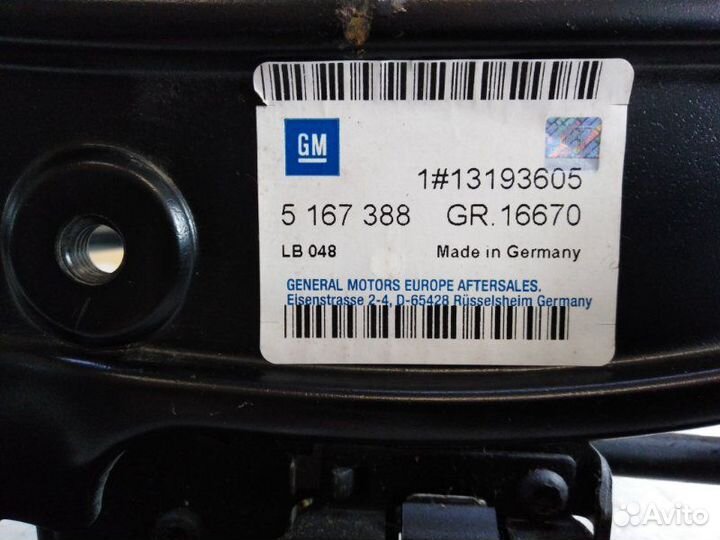 GM
1#13193605
5 167 388 GR.16670
LB 048 Made in Germany
GENERAL MOTORS EUROPE AFTERSALES.
Eisenstrasse 2-4, D-65428 Rüsselsheim Germany
Avito